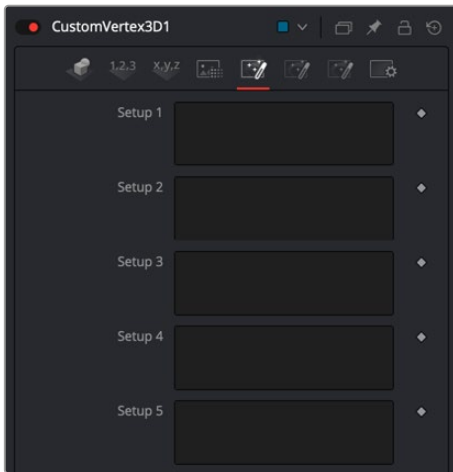 CustomVertex3D1
1,2,3 x,y,z
Setup 1
Setup 2
Setup 3
Setup 4
Setup 5